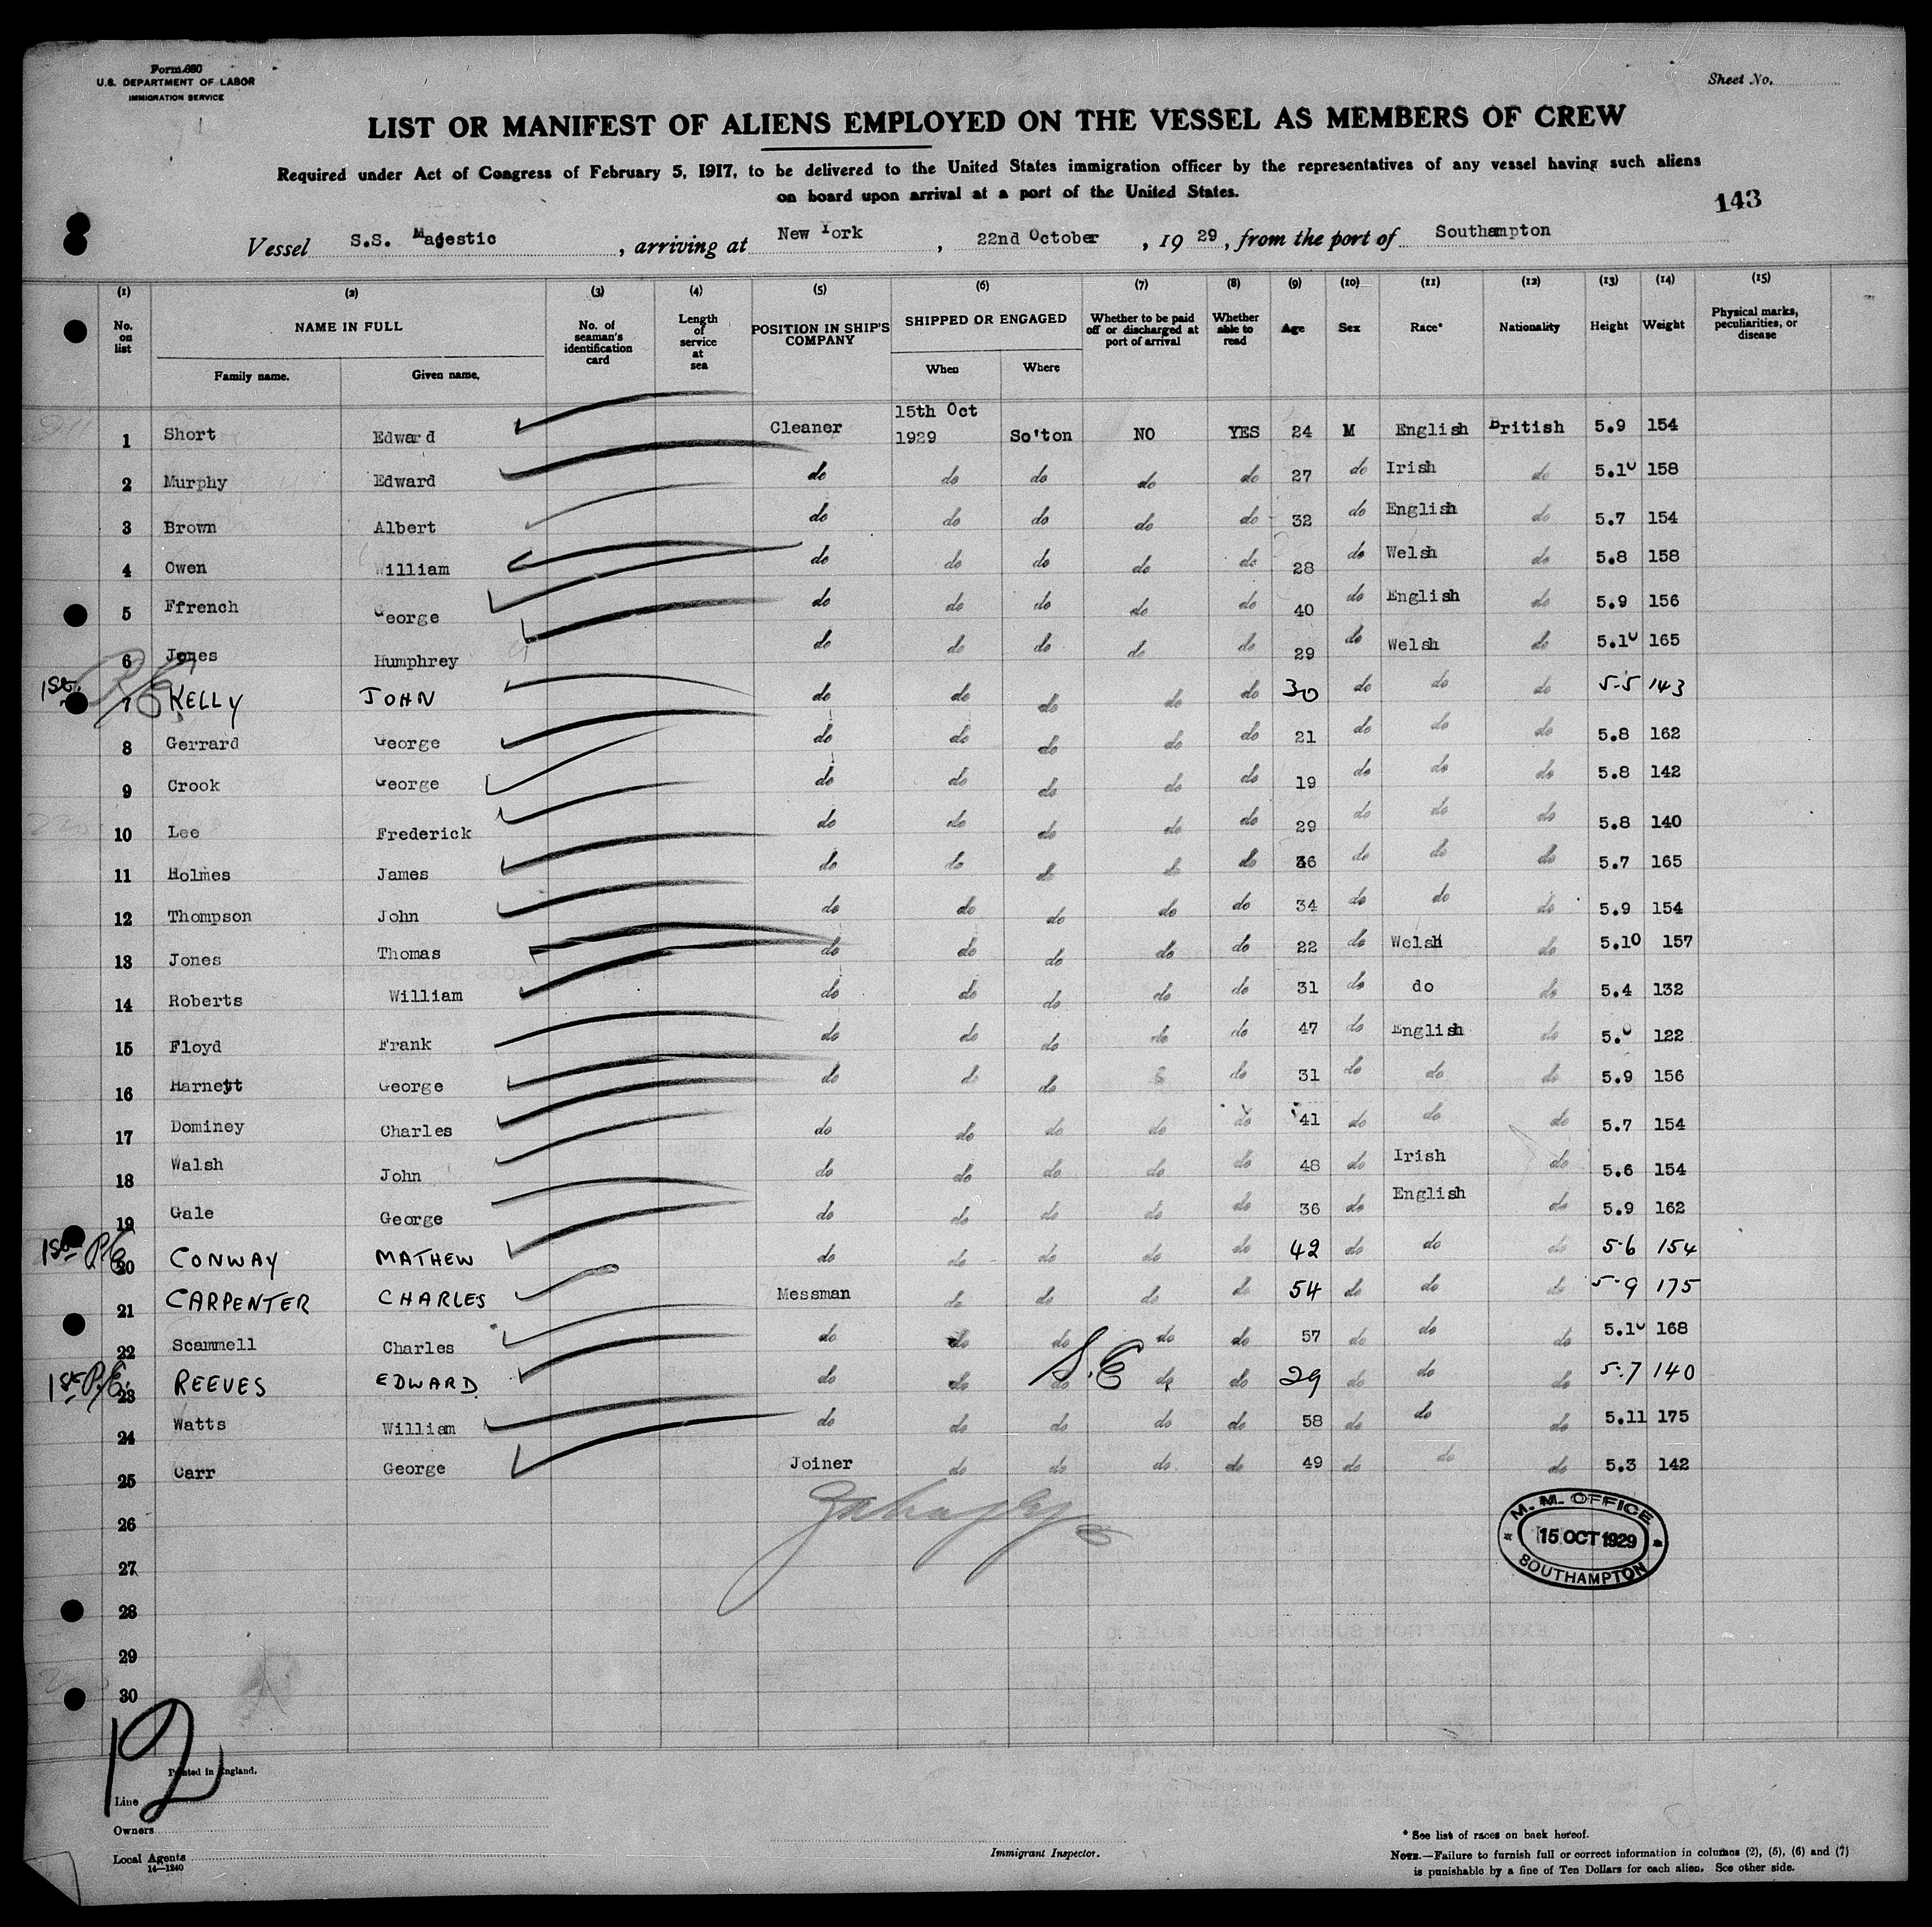 Form 680
U.S. DEPARTMENT OF LABOR
IMMIGRATION SERVICE
Sheet No.
LIST OR MANIFEST OF ALIENS EMPLOYED ON THE VESSEL AS MEMBERS OF CREW
Required under Act of Congress of February 5, 1917, to be delivered to the United States immigration officer by the representatives of any vessel having such aliens
on board upon arrival at a port of the United States.
143
Vessel S.S. Majestic, arriving at New York, 22nd October, 19 29, from the port of Southampton
(1) (2) (3) (4) (5) (6) (7) (8) (9) (10) (11) (12) (13) (14) (15)
No. on list NAME IN FULL Family name. Given name. No. of seaman's identification card Length of service at sea POSITION IN SHIP'S COMPANY SHIPPED OR ENGAGED When Where Whether to be paid off or discharged at port of arrival Whether able to read Age Sex Race* Nationality Height Weight Physical marks, peculiarities, or disease
1 Short Edward Cleaner 15th Oct 1929 So'ton NO YES 24 M English British 5.9 154
2 Murphy Edward do do do do do 27 do Irish do 5.10 158
3 Brown Albert do do do do do 32 do English do 5.7 154
4 Owen William do do do do do 28 do Welsh do 5.8 158
5 Ffrench George do do do do do 40 do English do 5.9 156
6 Jones Humphrey do do do do do 29 do Welsh do 5.10 165
1st P/E 7 KELLY JOHN do do do do do 30 do do do 5-5 143
8 Gerrard George do do do do do 21 do do do 5.8 162
9 Crook George do do do do do 19 do do do 5.8 142
10 Lee Frederick do do do do do 29 do do do 5.8 140
11 Holmes James do do do do do 36 do do do 5.7 165
12 Thompson John do do do do do 34 do do do 5.9 154
13 Jones Thomas do do do do do 22 do Welsh do 5.10 157
14 Roberts William do do do do do 31 do do do 5.4 132
15 Floyd Frank do do do do do 47 do English do 5.0 122
16 Harnett George do do do do 31 do do do 5.9 156
17 Dominey Charles do do do do do 41 do do do 5.7 154
18 Walsh John do do do do do 48 do Irish do 5.6 154
19 Gale George do do do do do 36 do English do 5.9 162
1st P/E 20 CONWAY MATHEW do do do do do 42 do do do 5-6 154
21 CARPENTER CHARLES Messman do do do do 54 do do do 5-9 175
22 Scammell Charles do do do do do 57 do do do 5.10 168
1st P/E. 23 REEVES EDWARD do do do S.E do do 29 do do do 5-7 140
24 Watts William do do do do do 58 do do do 5.11 175
25 Carr George Joiner do do do do 49 do do do 5.3 142
26
27
28
29
30
M. M. OFFICE
15 OCT 1929
SOUTHAMPTON
12
Printed in England.
Line
Owners
Local Agents
14—1240
Immigrant Inspector.
* See list of races on back hereof.
NOTE.—Failure to furnish full or correct information in columns (2), (5), (6) and (7)
is punishable by a fine of Ten Dollars for each alien. See other side.